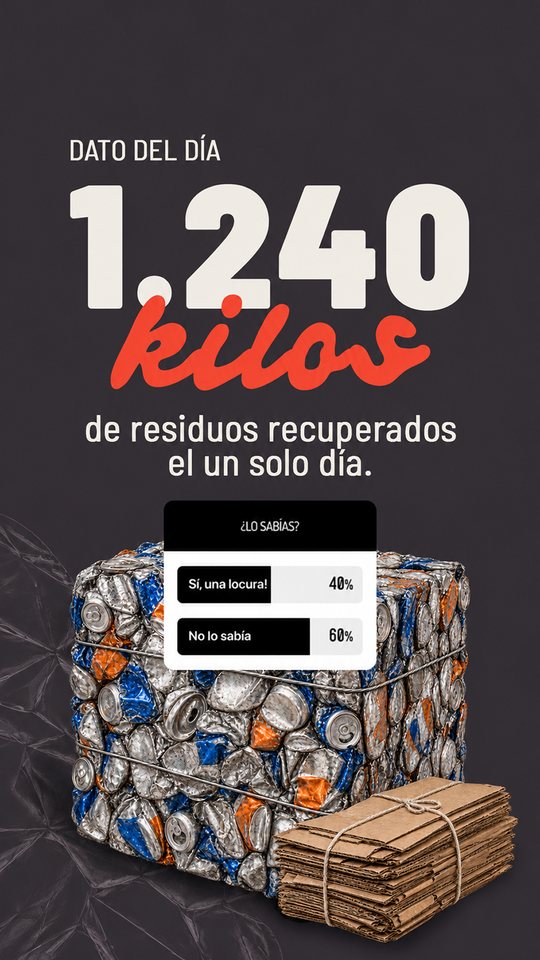 DATO DEL DÍA
1.240
kilos
de residuos recuperados
el un solo día.
¿LO SABÍAS?
Sí, una locura! 40%
No lo sabía 60%